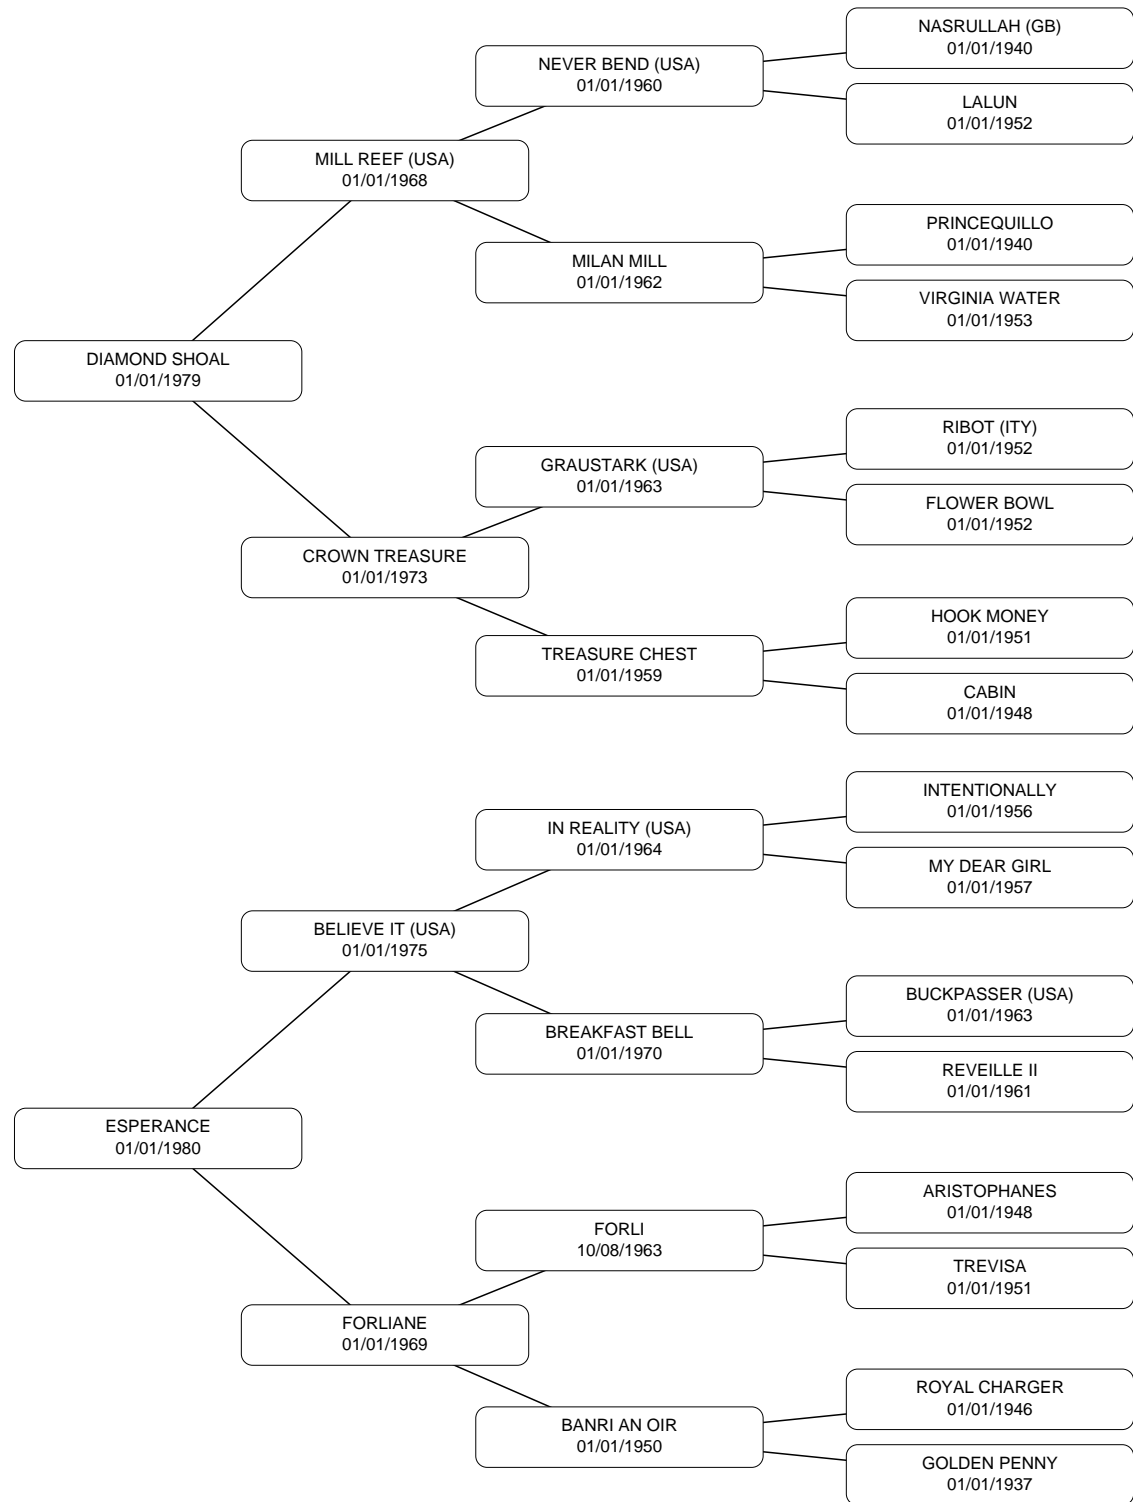 NASRULLAH (GB)
01/01/1940
NEVER BEND (USA)
01/01/1960
LALUN
01/01/1952
MILL REEF (USA)
01/01/1968
PRINCEQUILLO
01/01/1940
MILAN MILL
01/01/1962
VIRGINIA WATER
01/01/1953
DIAMOND SHOAL
01/01/1979
RIBOT (ITY)
01/01/1952
GRAUSTARK (USA)
01/01/1963
FLOWER BOWL
01/01/1952
CROWN TREASURE
01/01/1973
HOOK MONEY
01/01/1951
TREASURE CHEST
01/01/1959
CABIN
01/01/1948
INTENTIONALLY
01/01/1956
IN REALITY (USA)
01/01/1964
MY DEAR GIRL
01/01/1957
BELIEVE IT (USA)
01/01/1975
BUCKPASSER (USA)
01/01/1963
BREAKFAST BELL
01/01/1970
REVEILLE II
01/01/1961
ESPERANCE
01/01/1980
ARISTOPHANES
01/01/1948
FORLI
10/08/1963
TREVISA
01/01/1951
FORLIANE
01/01/1969
ROYAL CHARGER
01/01/1946
BANRI AN OIR
01/01/1950
GOLDEN PENNY
01/01/1937